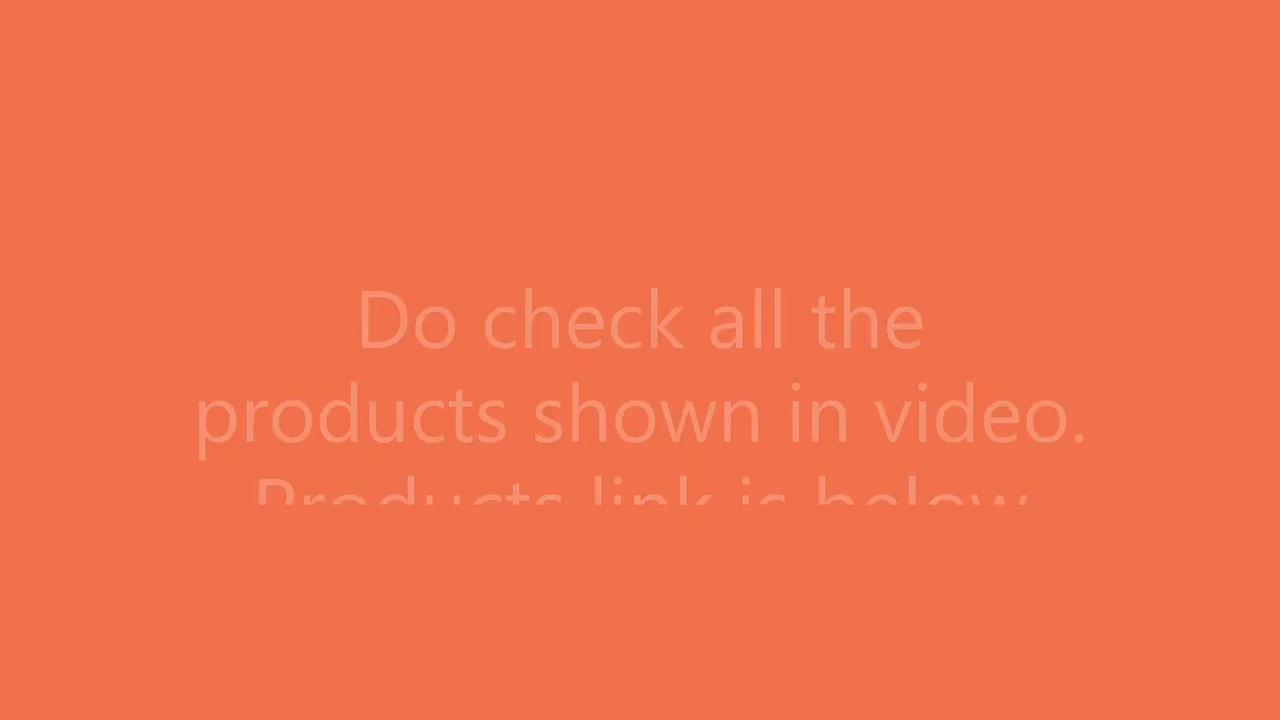 Do check all the
products shown in video.
Products link is below